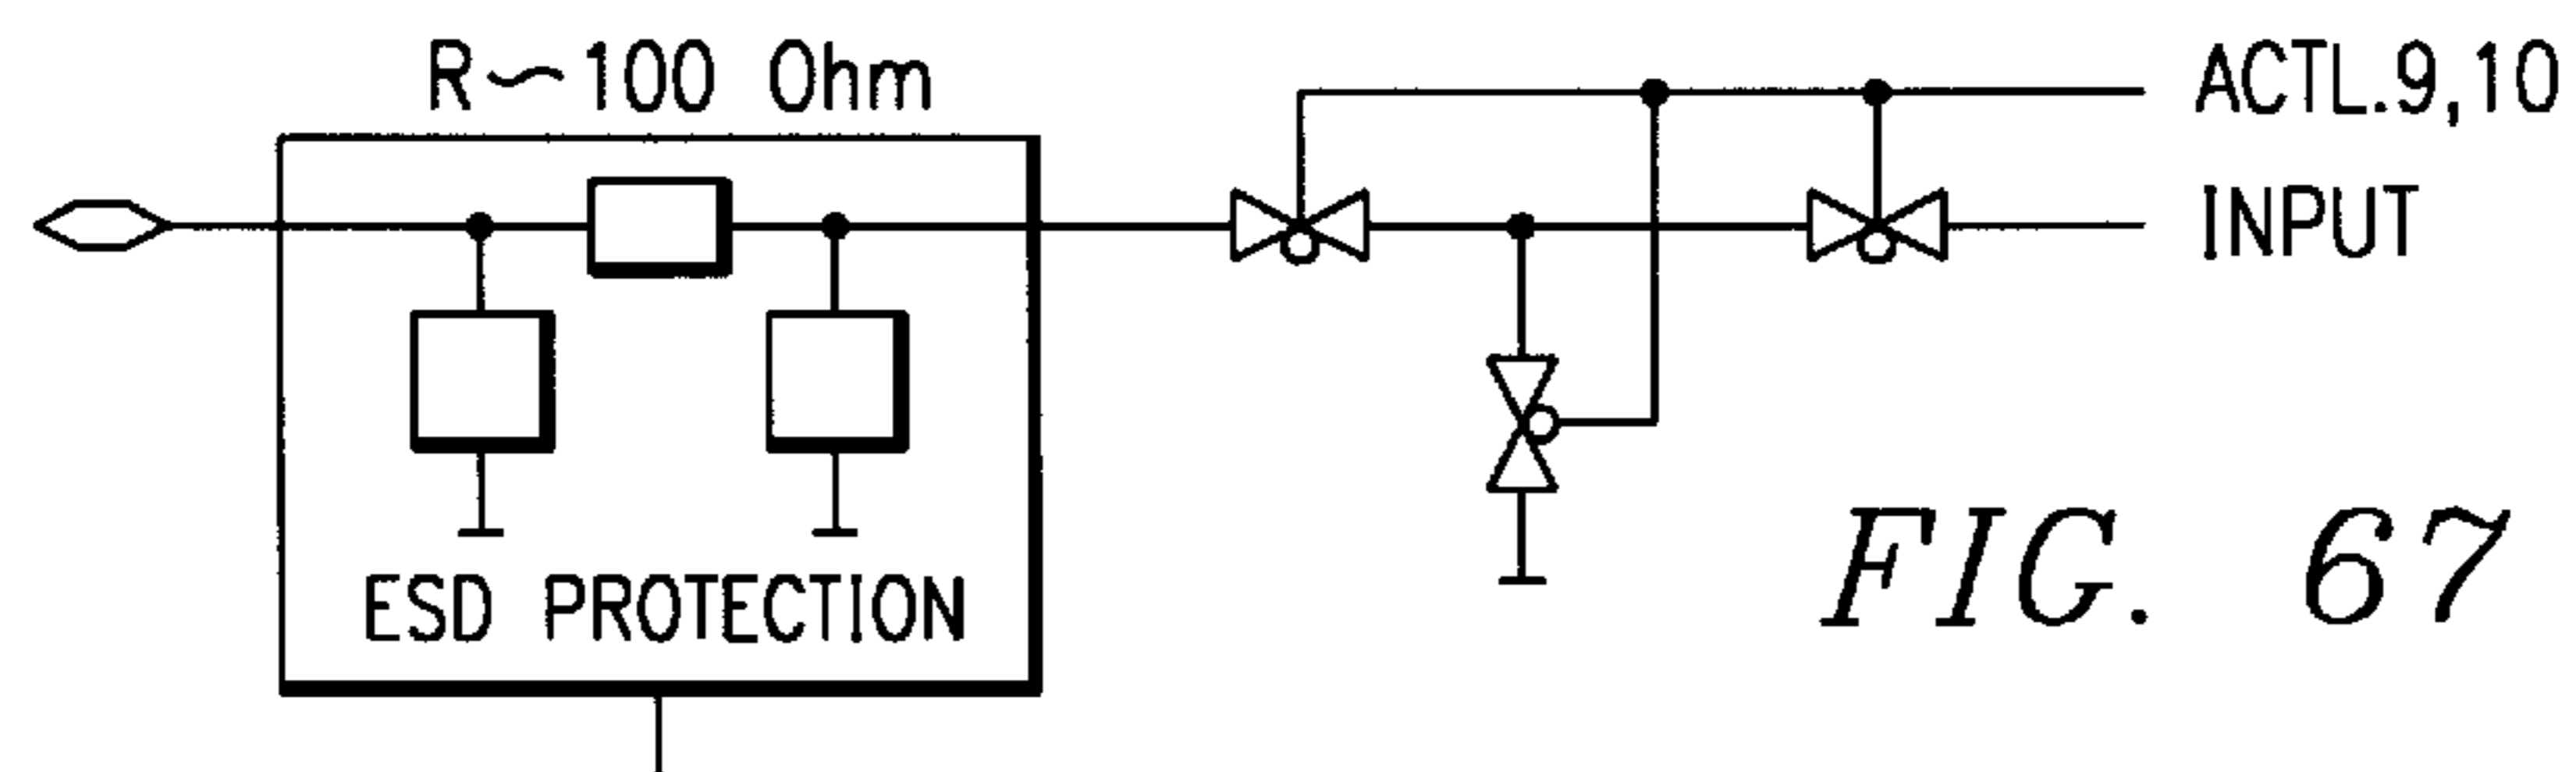 R~100 Ohm
ACTL.9,10
INPUT
ESD PROTECTION
FIG. 67